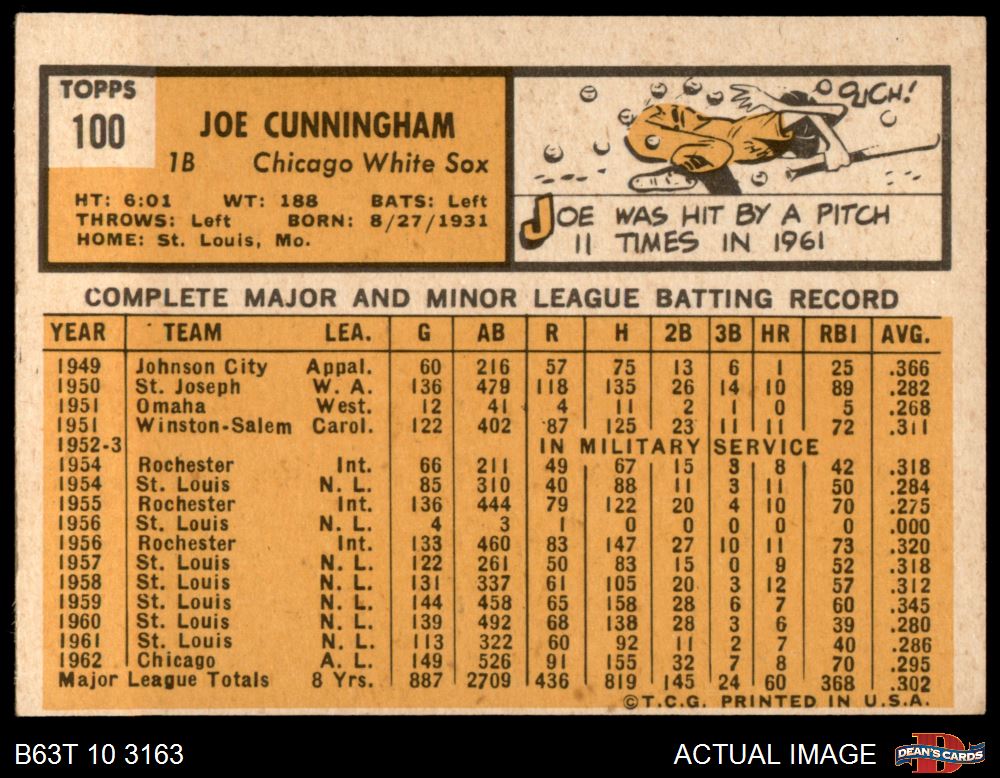 TOPPS
100
JOE CUNNINGHAM
1B Chicago White Sox
HT: 6:01 WT: 188 BATS: Left
THROWS: Left BORN: 8/27/1931
HOME: St. Louis, Mo.
OUCH!
JOE WAS HIT BY A PITCH
11 TIMES IN 1961
COMPLETE MAJOR AND MINOR LEAGUE BATTING RECORD
YEAR TEAM LEA. G AB R H 2B 3B HR RBI AVG.
1949 Johnson City Appal. 60 216 57 75 13 6 1 25 .366
1950 St. Joseph W. A. 136 479 118 135 26 14 10 89 .282
1951 Omaha West. 12 41 4 11 2 1 0 5 .268
1951 Winston-Salem Carol. 122 402 87 125 23 11 11 72 .311
1952-3 IN MILITARY SERVICE
1954 Rochester Int. 66 211 49 67 15 3 8 42 .318
1954 St. Louis N. L. 85 310 40 88 11 3 11 50 .284
1955 Rochester Int. 136 444 79 122 20 4 10 70 .275
1956 St. Louis N. L. 4 3 1 0 0 0 0 0 .000
1956 Rochester Int. 133 460 83 147 27 10 11 73 .320
1957 St. Louis N. L. 122 261 50 83 15 0 9 52 .318
1958 St. Louis N. L. 131 337 61 105 20 3 12 57 .312
1959 St. Louis N. L. 144 458 65 158 28 6 7 60 .345
1960 St. Louis N. L. 139 492 68 138 28 3 6 39 .280
1961 St. Louis N. L. 113 322 60 92 11 2 7 40 .286
1962 Chicago A. L. 149 526 91 155 32 7 8 70 .295
Major League Totals 8 Yrs. 887 2709 436 819 145 24 60 368 .302
©T.C.G. PRINTED IN U.S.A.
B63T 10 3163 ACTUAL IMAGE DEAN'S CARDS